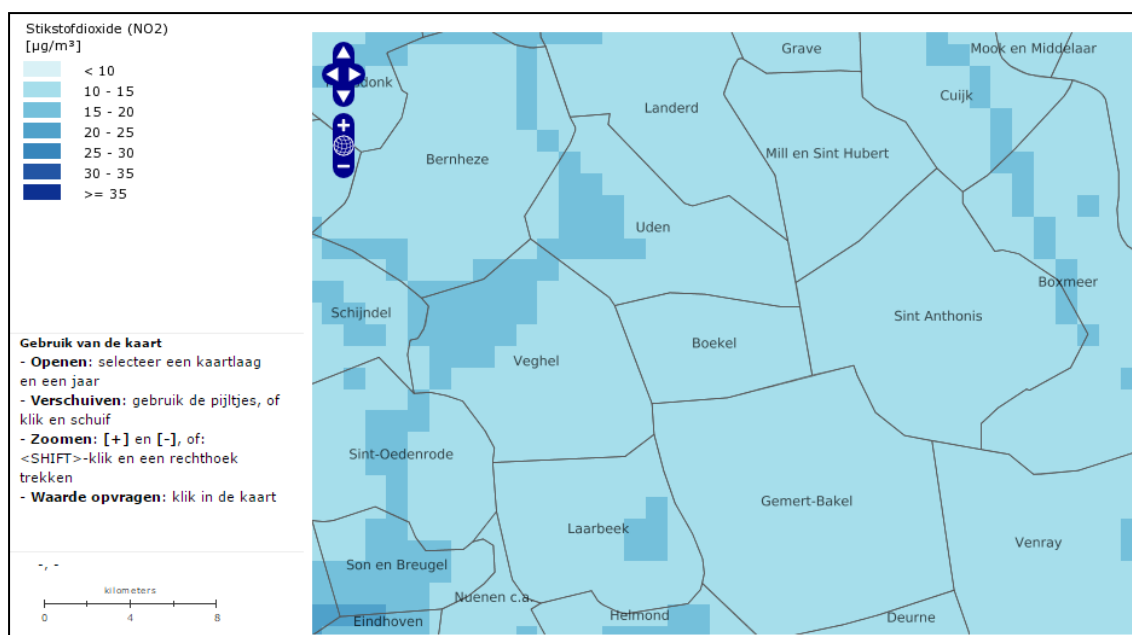 Stikstofdioxide (NO2)
[µg/m³]
< 10
10 - 15
15 - 20
20 - 25
25 - 30
30 - 35
>= 35
Gebruik van de kaart
- Openen: selecteer een kaartlaag
en een jaar
- Verschuiven: gebruik de pijltjes, of
klik en schuif
- Zoomen: [+] en [-], of:
<SHIFT>-klik en een rechthoek
trekken
- Waarde opvragen: klik in de kaart
-, -
kilometers
0 4 8
Grave
Mook en Middelaar
Landerd
Cuijk
Bernheze
Mill en Sint Hubert
Uden
Boxmeer
Schijndel
Sint Anthonis
Boekel
Veghel
Sint-Oedenrode
Gemert-Bakel
Laarbeek
Venray
Son en Breugel
Nuenen c.a.
Helmond
Deurne
Eindhoven